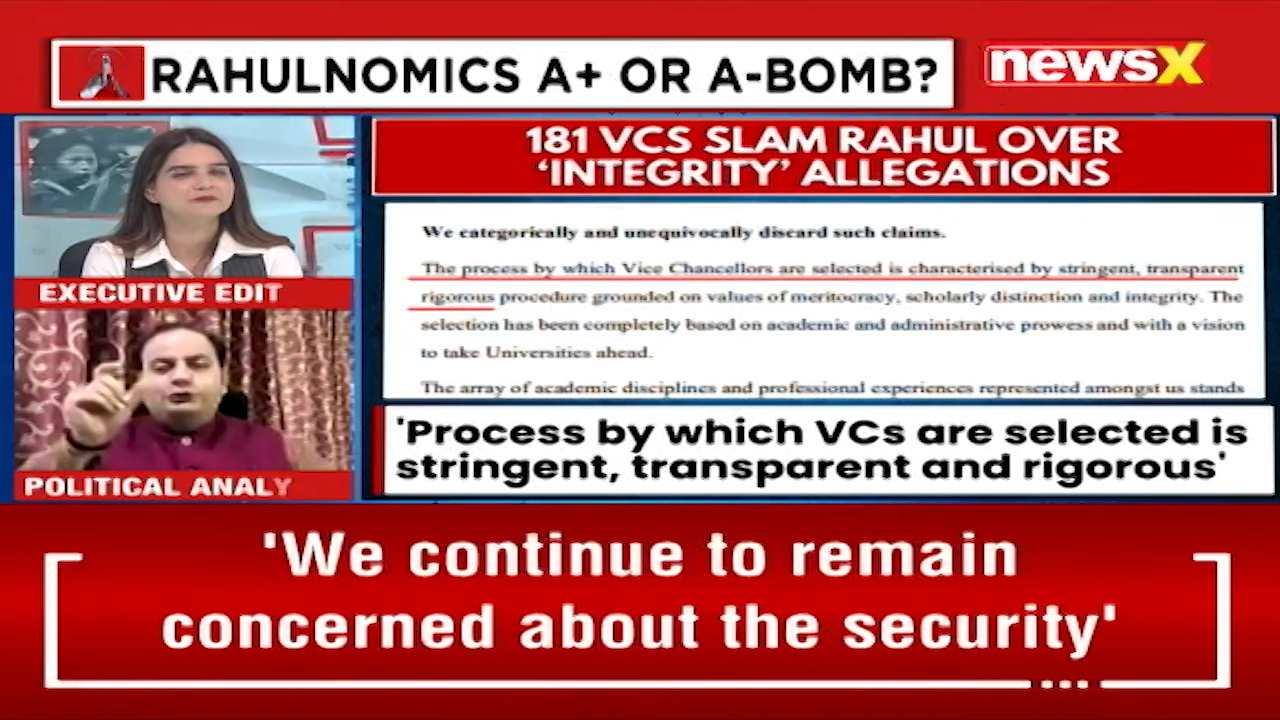 RAHULNOMICS A+ OR A-BOMB?
newsX
181 VCS SLAM RAHUL OVER
'INTEGRITY' ALLEGATIONS
We categorically and unequivocally discard such claims.
The process by which Vice Chancellors are selected is characterised by stringent, transparent
rigorous procedure grounded on values of meritocracy, scholarly distinction and integrity. The
selection has been completely based on academic and administrative prowess and with a vision
to take Universities ahead.
The array of academic disciplines and professional experiences represented amongst us stands
EXECUTIVE EDIT
POLITICAL ANALY
'Process by which VCs are selected is
stringent, transparent and rigorous'
'We continue to remain
concerned about the security'